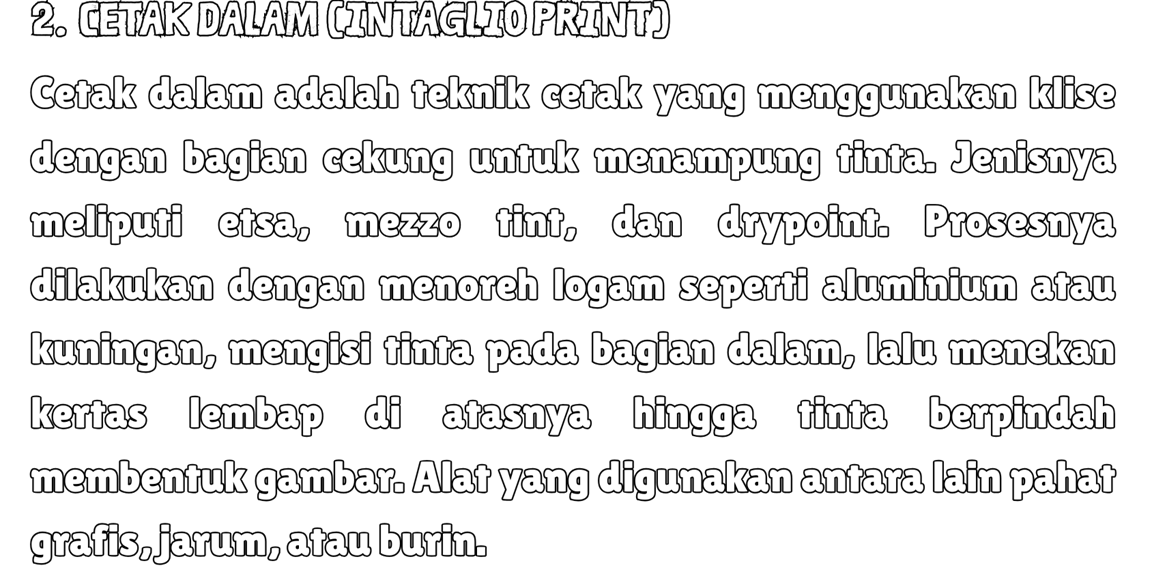 2. CETAK DALAM (INTAGLIO PRINT)
Cetak dalam adalah teknik cetak yang menggunakan klise
dengan bagian cekung untuk menampung tinta. Jenisnya
meliputi etsa, mezzo tint, dan drypoint. Prosesnya
dilakukan dengan menoreh logam seperti aluminium atau
kuningan, mengisi tinta pada bagian dalam, lalu menekan
kertas lembap di atasnya hingga tinta berpindah
membentuk gambar. Alat yang digunakan antara lain pahat
grafis, jarum, atau burin.